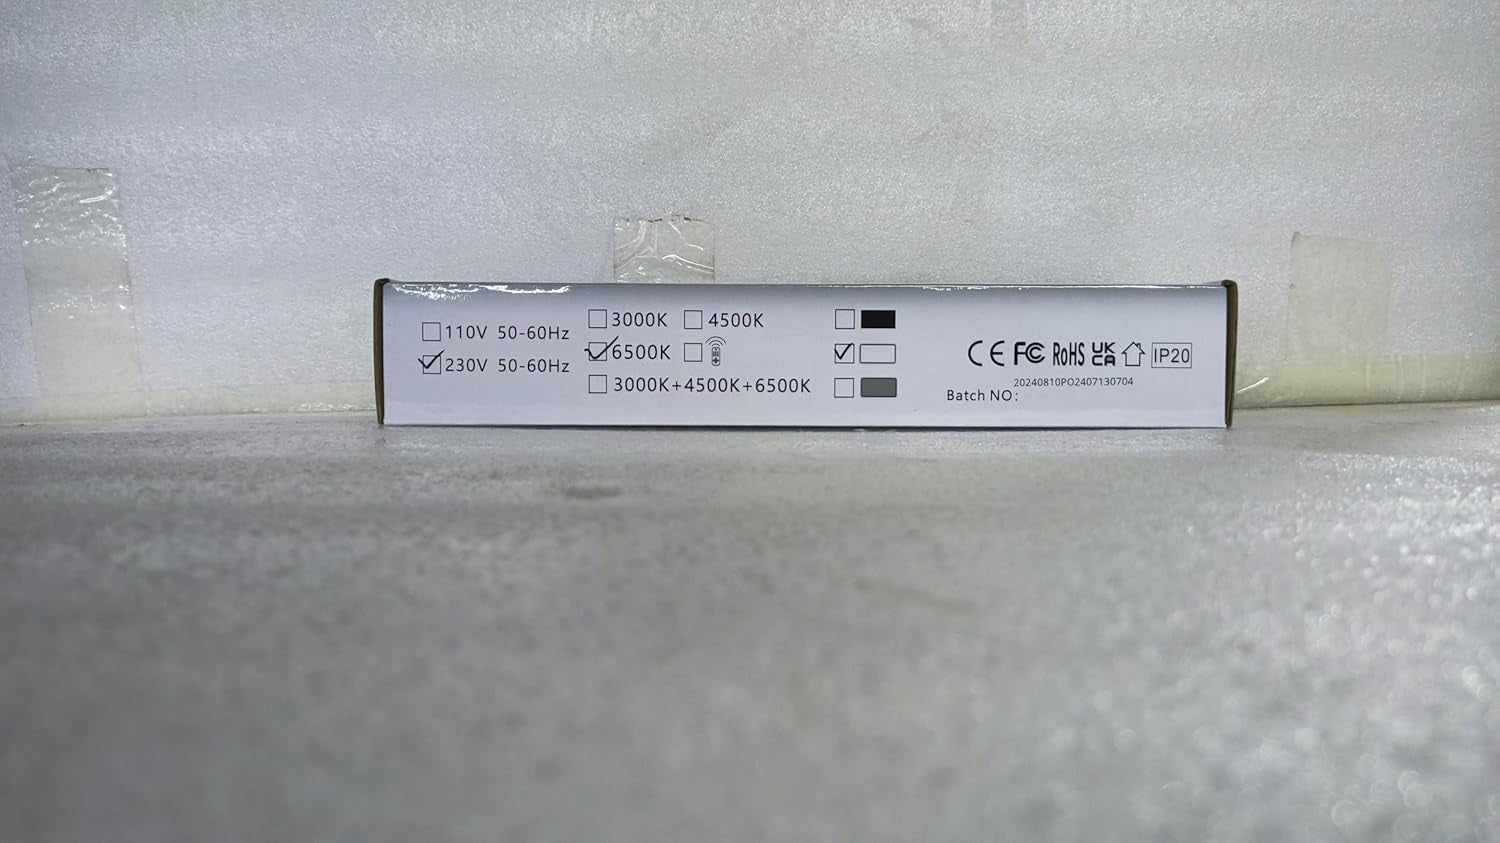 110V 50-60Hz
230V 50-60Hz
3000K 4500K
6500K
3000K+4500K+6500K
CE FC RoHS UK CA IP20
20240810PO2407130704
Batch NO: